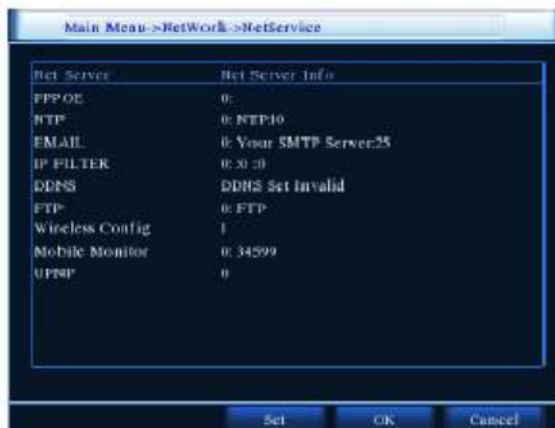 Main Menu->NetWork->NetService
Net Server Net Server Info
PPPOE 0:
NTP 0: NTP:10
EMAIL 0: Your SMTP Server:25
IP FILTER 0: :0 :0
DDNS DDNS Set Invalid
FTP 0: FTP
Wireless Config 1
Mobile Monitor 0: 34599
UPNP 0
Set OK Cancel